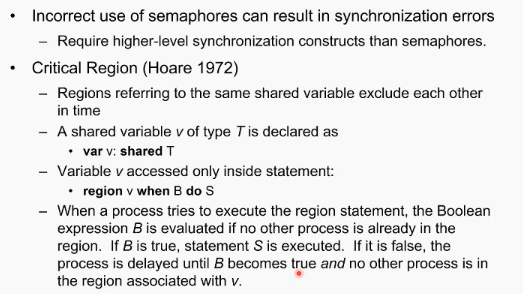 • Incorrect use of semaphores can result in synchronization errors
– Require higher-level synchronization constructs than semaphores.
• Critical Region (Hoare 1972)
– Regions referring to the same shared variable exclude each other
in time
– A shared variable v of type T is declared as
• var v: shared T
– Variable v accessed only inside statement:
• region v when B do S
– When a process tries to execute the region statement, the Boolean
expression B is evaluated if no other process is already in the
region. If B is true, statement S is executed. If it is false, the
process is delayed until B becomes true and no other process is in
the region associated with v.